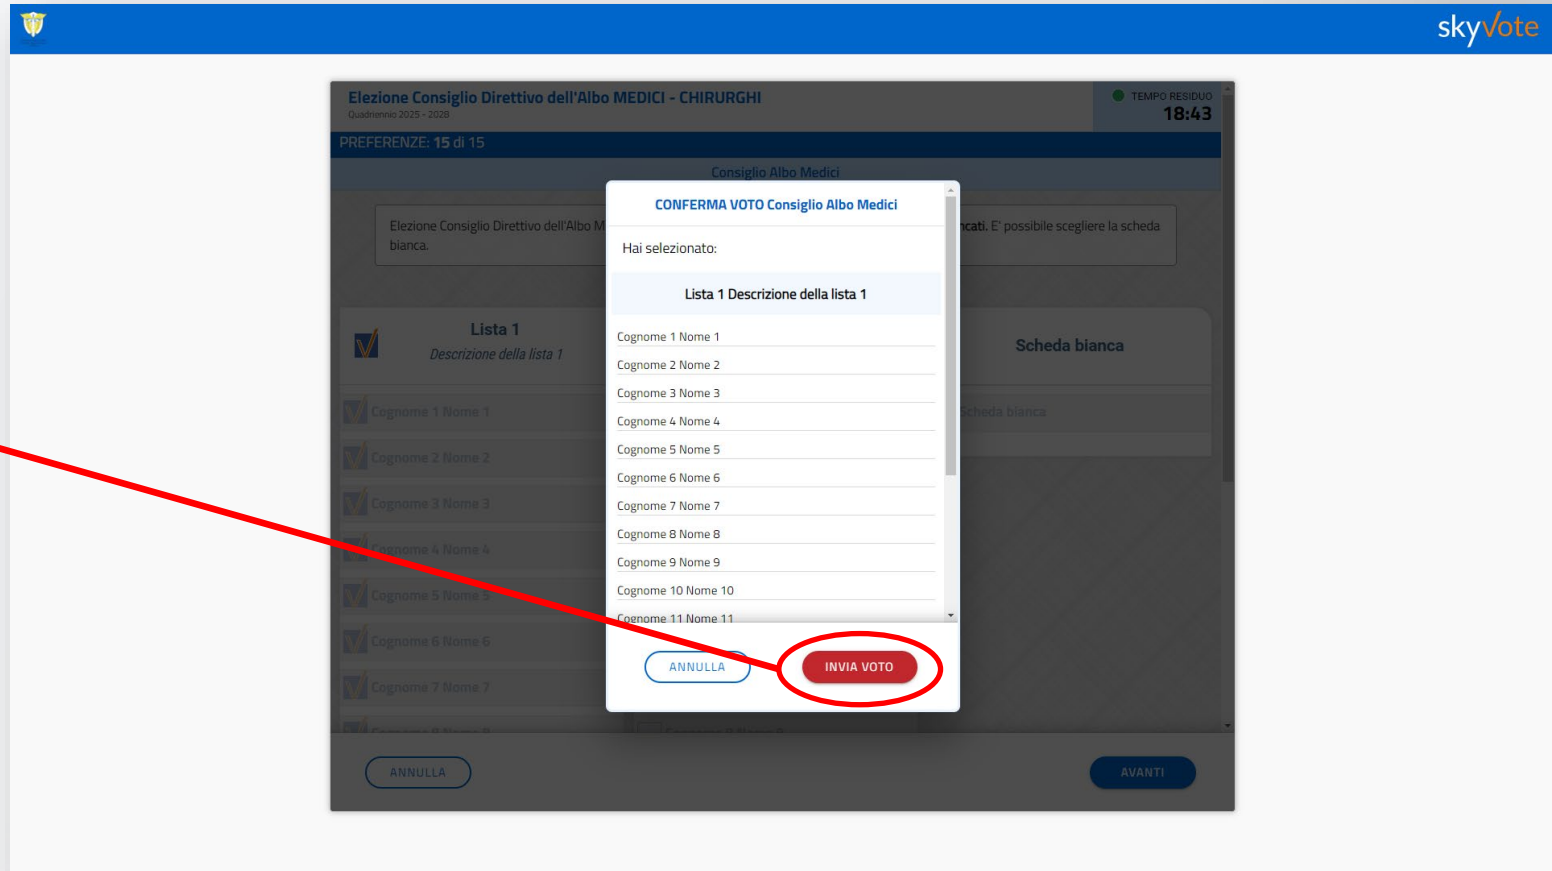 skyvote
Elezione Consiglio Direttivo dell'Albo MEDICI - CHIRURGHI
Quadriennio 2025 - 2028
TEMPO RESIDUO
18:43
PREFERENZE: 15 di 15
Consiglio Albo Medici
Elezione Consiglio Direttivo dell'Albo
bianca.
E' possibile scegliere la scheda
CONFERMA VOTO Consiglio Albo Medici
Hai selezionato:
Lista 1 Descrizione della lista 1
Cognome 1 Nome 1
Cognome 2 Nome 2
Cognome 3 Nome 3
Cognome 4 Nome 4
Cognome 5 Nome 5
Cognome 6 Nome 6
Cognome 7 Nome 7
Cognome 8 Nome 8
Cognome 9 Nome 9
Cognome 10 Nome 10
Cognome 11 Nome 11
ANNULLA
INVIA VOTO
Lista 1
Descrizione della lista 1
Cognome 1 Nome 1
Cognome 2 Nome 2
Cognome 3 Nome 3
Cognome 4 Nome 4
Cognome 5 Nome 5
Cognome 6 Nome 6
Cognome 7 Nome 7
Scheda bianca
Scheda bianca
ANNULLA
AVANTI